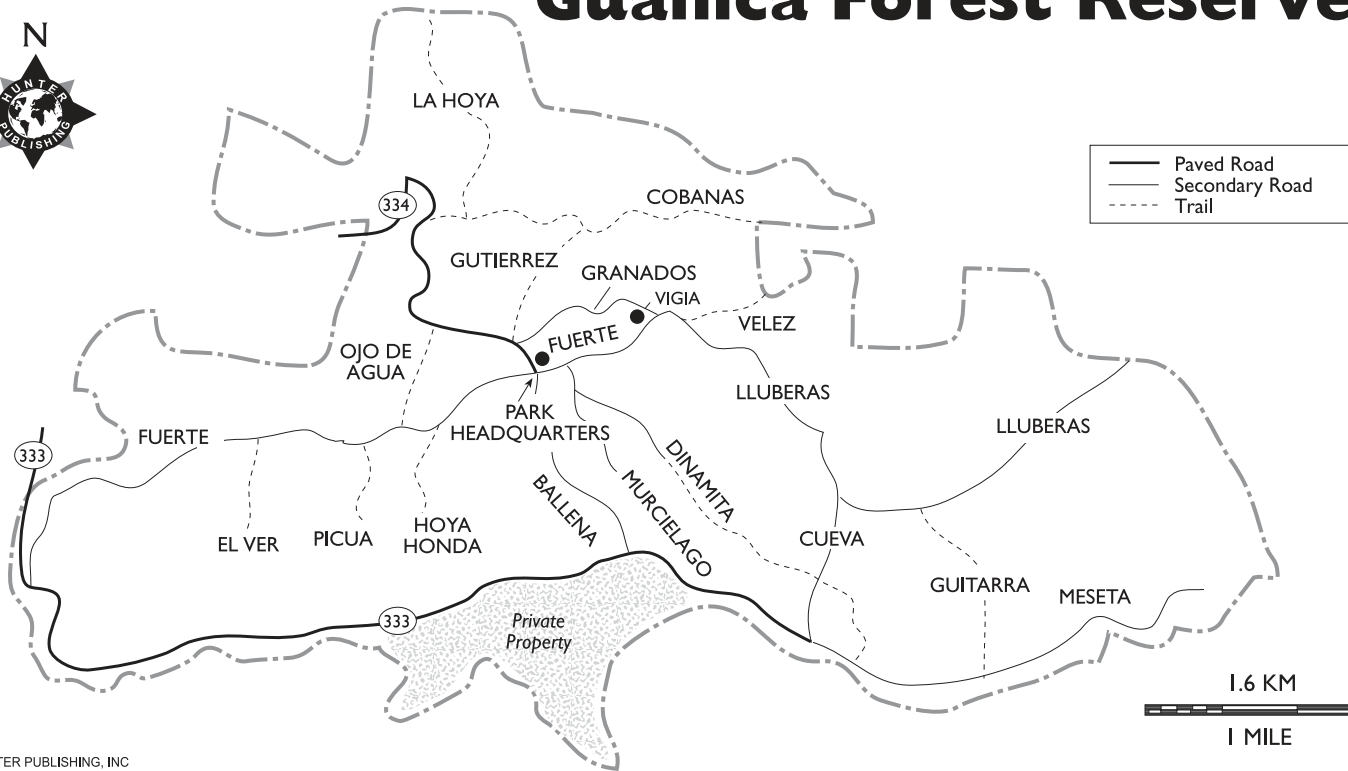 Guánica Forest Reserve
N
HUNTER
PUBLISHING
LA HOYA
Paved Road
Secondary Road
Trail
334
COBANAS
GUTIERREZ
GRANADOS
VIGIA
VELEZ
FUERTE
OJO DE
AGUA
LLUBERAS
PARK
HEADQUARTERS
LLUBERAS
FUERTE
333
DINAMITA
MURCIELAGO
BALLENA
EL VER
PICUA
HOYA
HONDA
CUEVA
GUITARRA
MESETA
333
Private
Property
1.6 KM
1 MILE
TER PUBLISHING, INC